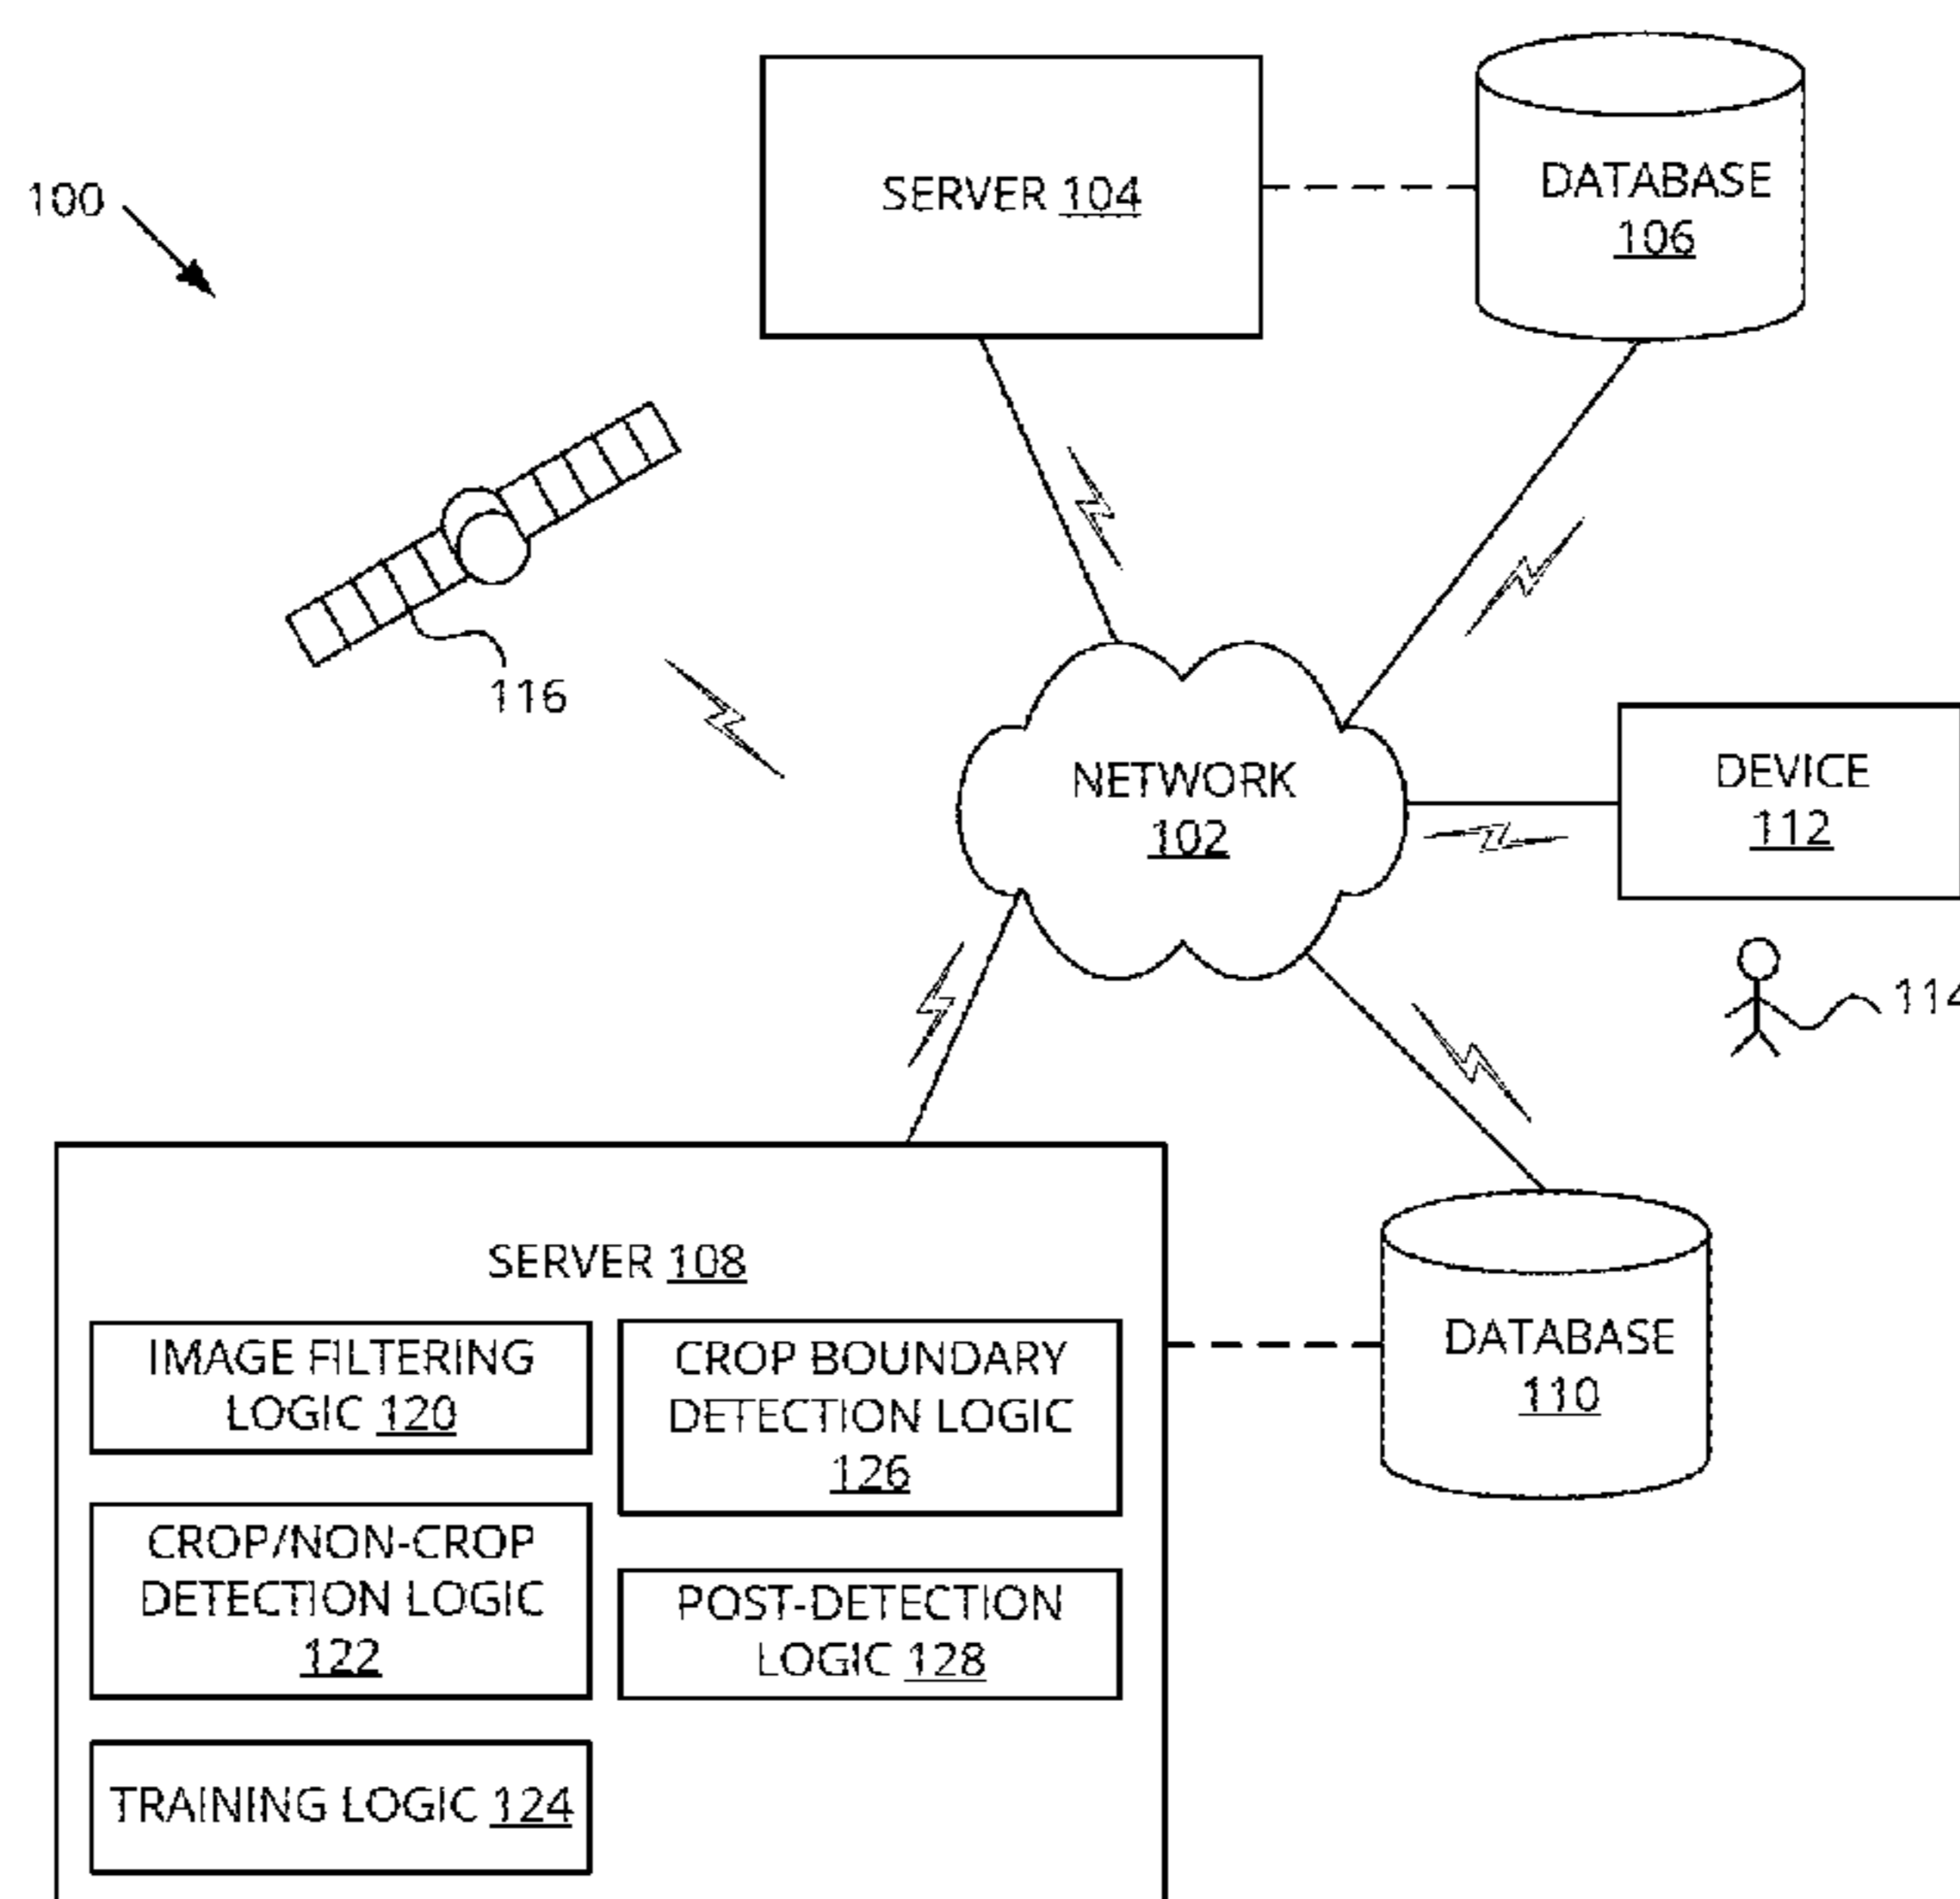 100
SERVER 104
DATABASE
106
116
NETWORK
102
DEVICE
112
114
SERVER 108
IMAGE FILTERING
LOGIC 120
CROP BOUNDARY
DETECTION LOGIC
126
DATABASE
110
CROP/NON-CROP
DETECTION LOGIC
122
POST-DETECTION
LOGIC 128
TRAINING LOGIC 124